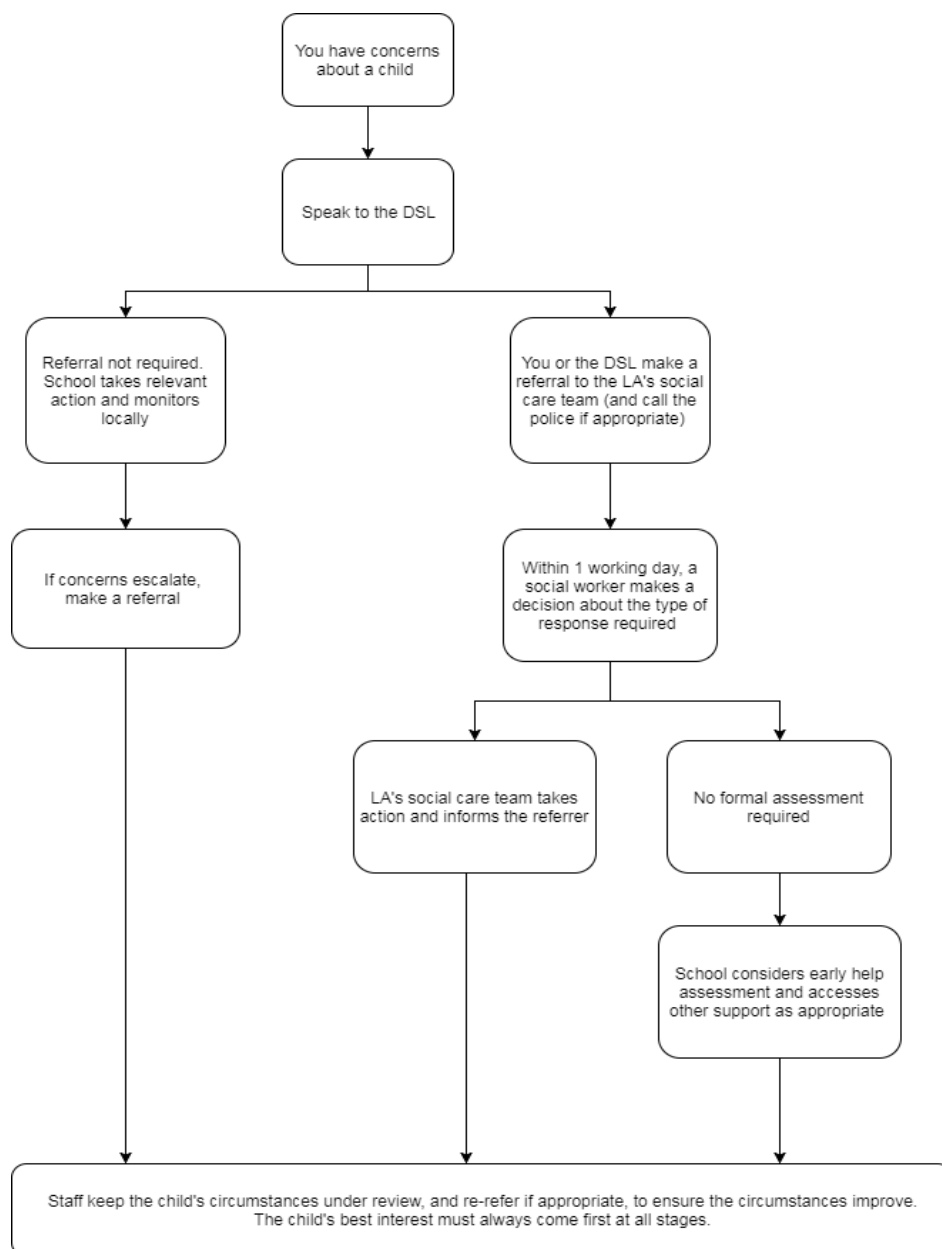 You have concerns
about a child
Speak to the DSL
Referral not required.
School takes relevant
action and monitors
locally
You or the DSL make a
referral to the LA's social
care team (and call the
police if appropriate)
If concerns escalate,
make a referral
Within 1 working day, a
social worker makes a
decision about the type of
response required
LA's social care team takes
action and informs the referrer
No formal assessment
required
School considers early help
assessment and accesses
other support as appropriate
Staff keep the child's circumstances under review, and re-refer if appropriate, to ensure the circumstances improve.
The child's best interest must always come first at all stages.